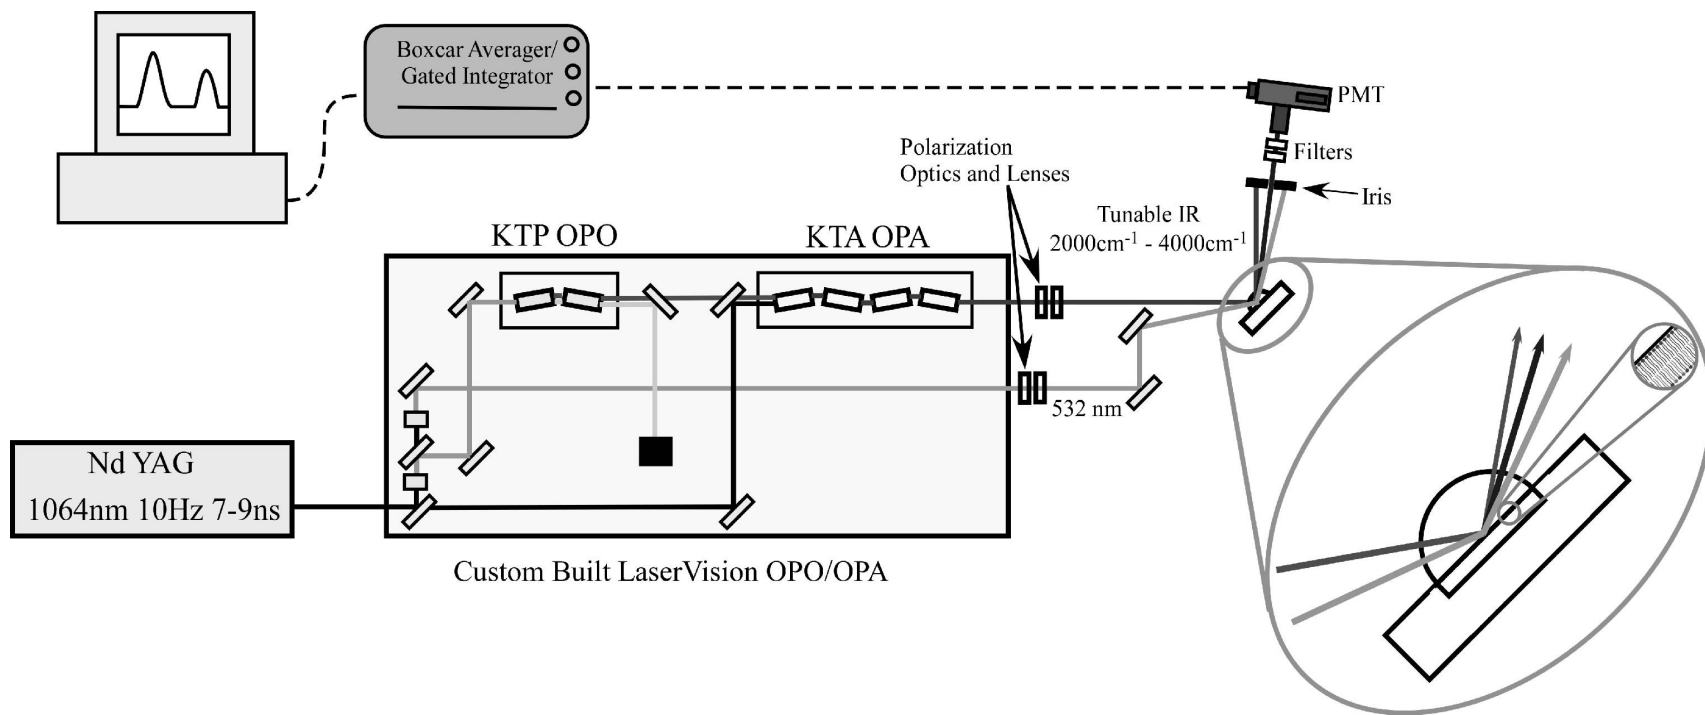 Boxcar Averager/
Gated Integrator
PMT
Filters
Iris
Polarization
Optics and Lenses
Tunable IR
2000cm⁻¹ - 4000cm⁻¹
KTP OPO
KTA OPA
532 nm
Nd YAG
1064nm 10Hz 7-9ns
Custom Built LaserVision OPO/OPA